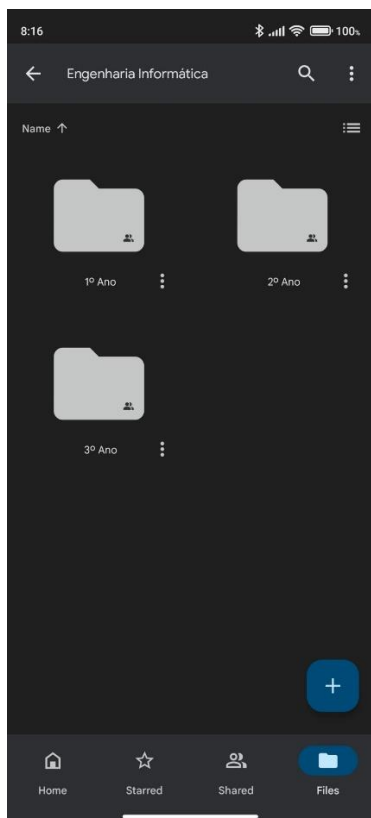 8:16 100%
Engenharia Informática
Name
1º Ano 2º Ano
3º Ano
Home Starred Shared Files